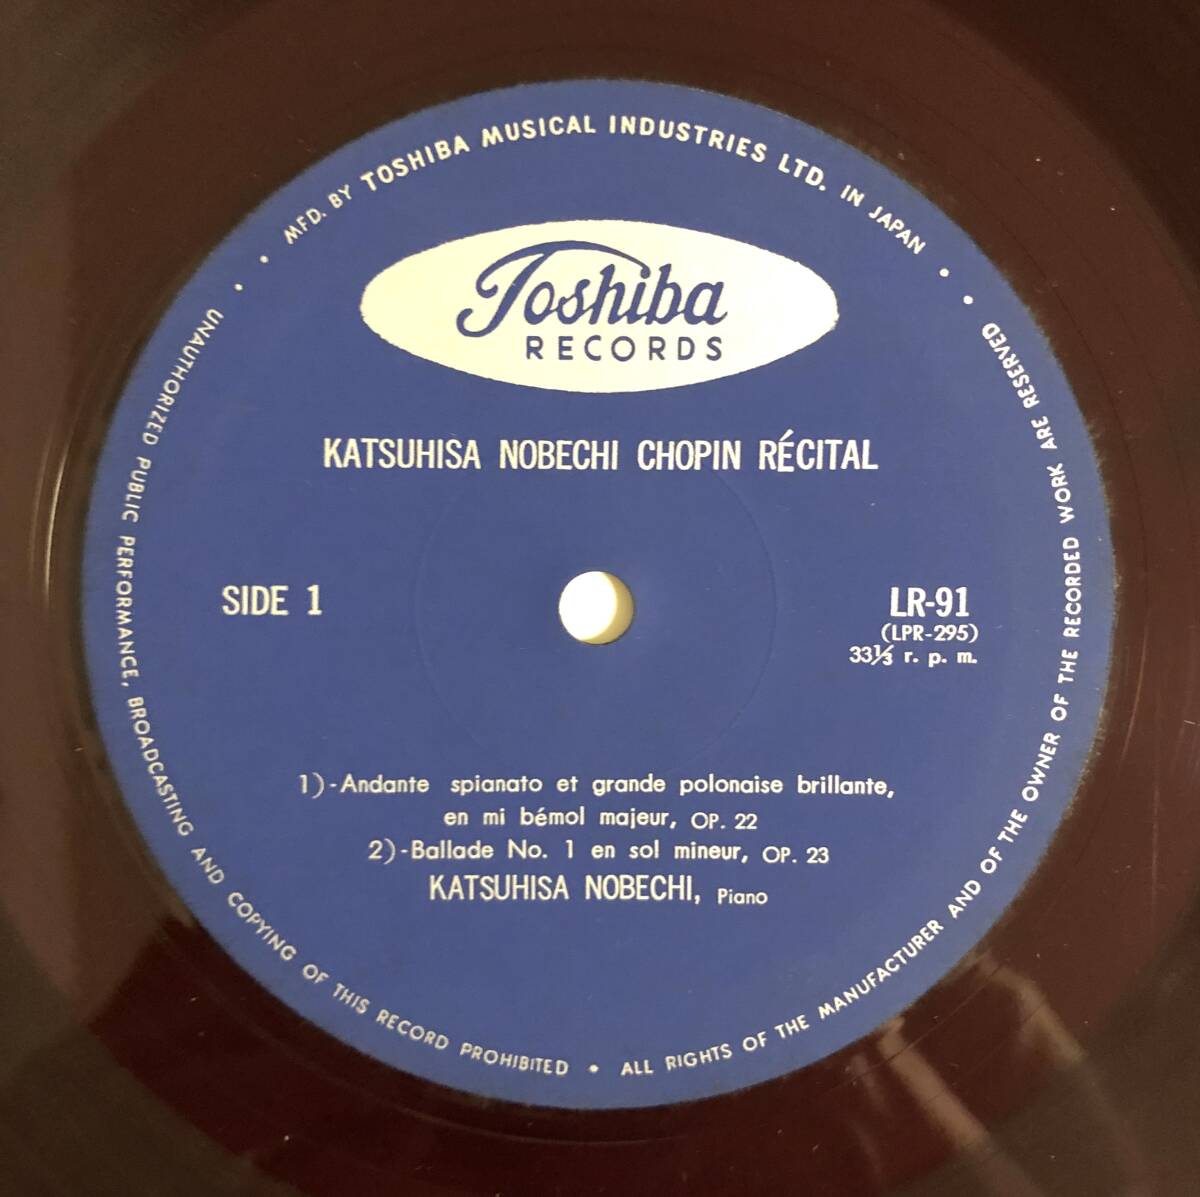 MFD. BY TOSHIBA MUSICAL INDUSTRIES LTD. IN JAPAN
Toshiba
RECORDS
KATSUHISA NOBECHI CHOPIN RÉCITAL
SIDE 1
LR-91
(LPR-295)
33⅓ r. p. m.
1)-Andante spianato et grande polonaise brillante,
en mi bémol majeur, OP. 22
2)-Ballade No. 1 en sol mineur, OP. 23
KATSUHISA NOBECHI, Piano
UNAUTHORIZED PUBLIC PERFORMANCE, BROADCASTING AND COPYING OF THIS RECORD PROHIBITED • ALL RIGHTS OF THE MANUFACTURER AND OF THE OWNER OF THE RECORDED WORK ARE RESERVED